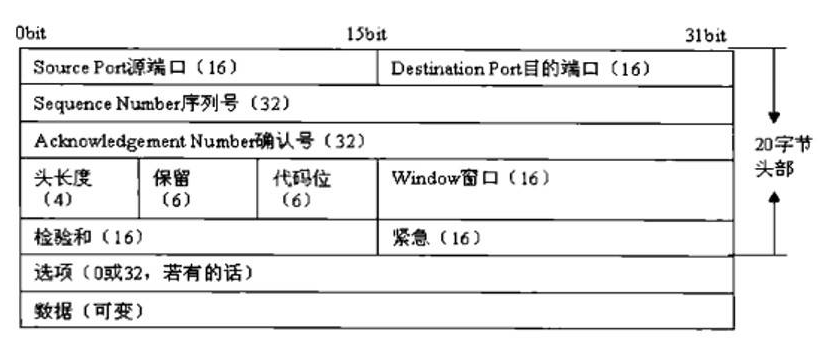 0bit 15bit 31bit
Source Port源端口（16） Destination Port目的端口（16）
Sequence Number序列号（32）
Acknowledgement Number确认号（32）
20字节
头部
头长度
（4）
保留
（6）
代码位
（6）
Window窗口（16）
检验和（16） 紧急（16）
选项（0或32，若有的话）
数据（可变）